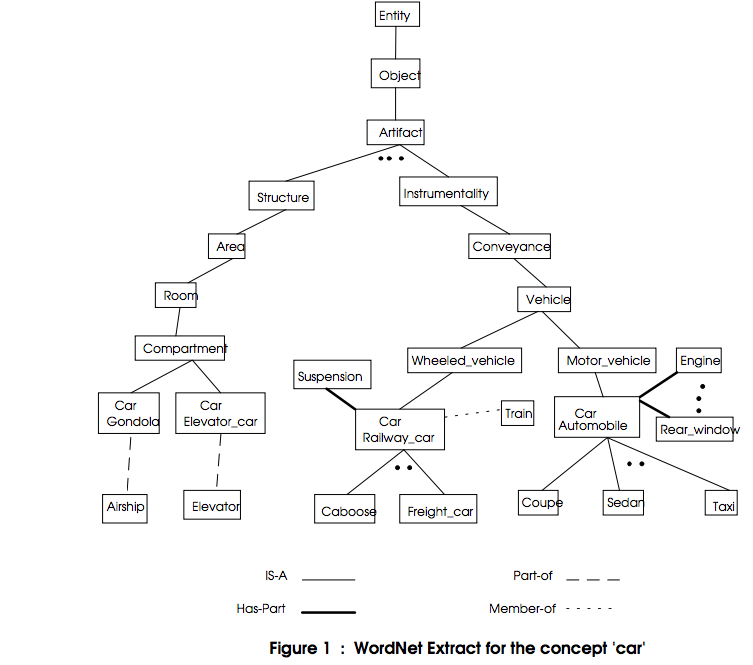 Entity
Object
Artifact
Structure
Instrumentality
Area
Conveyance
Room
Vehicle
Compartment
Wheeled_vehicle
Motor_vehicle
Engine
Suspension
Car
Gondola
Car
Elevator_car
Car
Railway_car
Train
Car
Automobile
Rear_window
Airship
Elevator
Caboose
Freight_car
Coupe
Sedan
Taxi
IS-A
Part-of
Has-Part
Member-of
Figure 1 : WordNet Extract for the concept 'car'